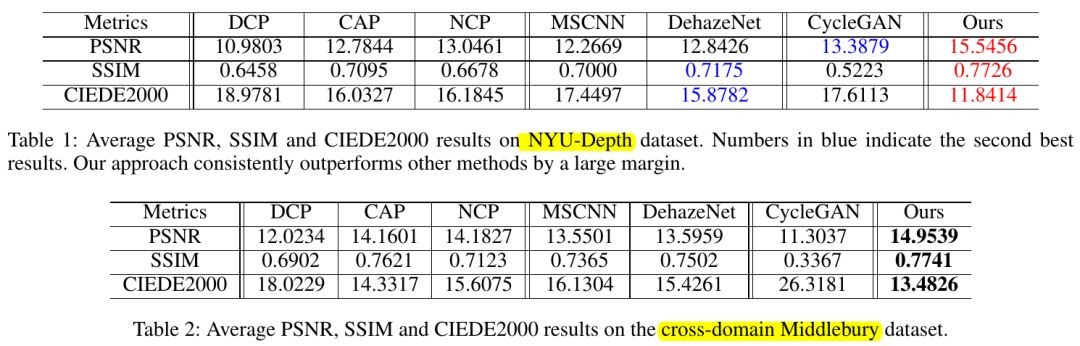 Metrics DCP CAP NCP MSCNN DehazeNet CycleGAN Ours
PSNR 10.9803 12.7844 13.0461 12.2669 12.8426 13.3879 15.5456
SSIM 0.6458 0.7095 0.6678 0.7000 0.7175 0.5223 0.7726
CIEDE2000 18.9781 16.0327 16.1845 17.4497 15.8782 17.6113 11.8414
Table 1: Average PSNR, SSIM and CIEDE2000 results on NYU-Depth dataset. Numbers in blue indicate the second best
results. Our approach consistently outperforms other methods by a large margin.
Metrics DCP CAP NCP MSCNN DehazeNet CycleGAN Ours
PSNR 12.0234 14.1601 14.1827 13.5501 13.5959 11.3037 14.9539
SSIM 0.6902 0.7621 0.7123 0.7365 0.7502 0.3367 0.7741
CIEDE2000 18.0229 14.3317 15.6075 16.1304 15.4261 26.3181 13.4826
Table 2: Average PSNR, SSIM and CIEDE2000 results on the cross-domain Middlebury dataset.